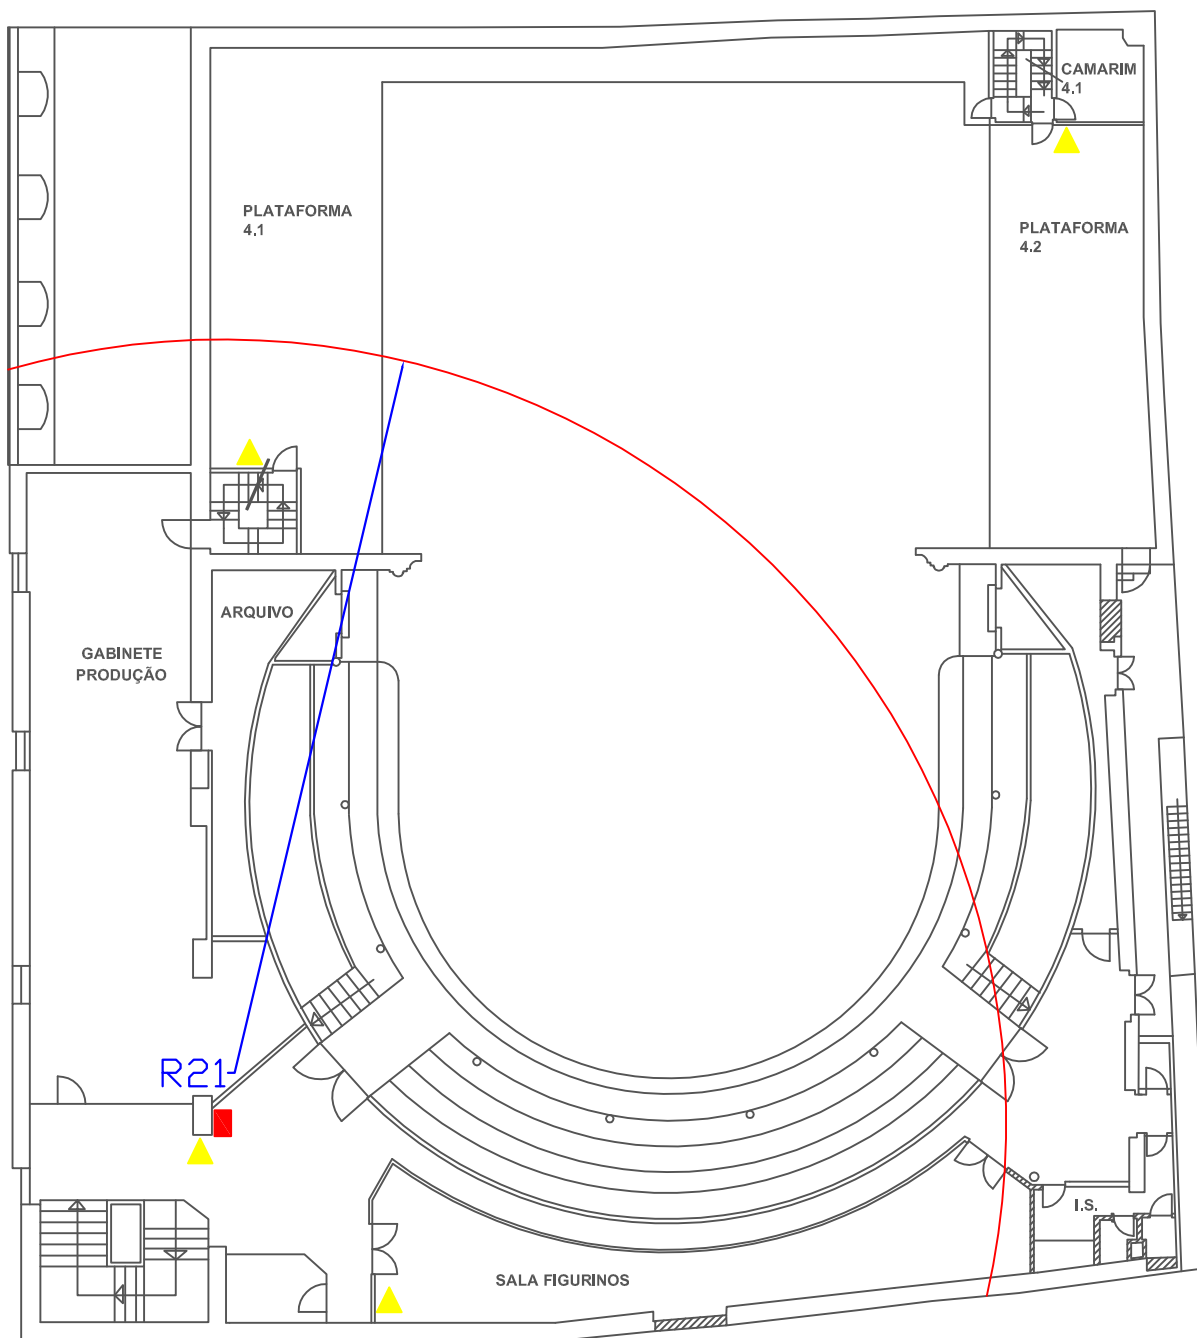 CAMARIM
4.1
PLATAFORMA
4.1
PLATAFORMA
4.2
ARQUIVO
GABINETE
PRODUÇÃO
R21
I.S.
SALA FIGURINOS